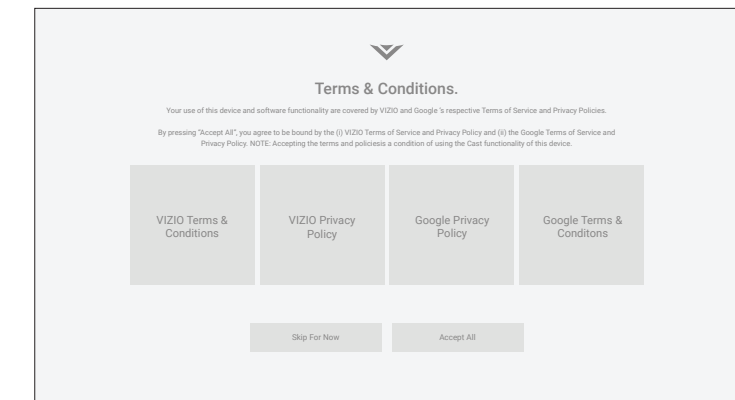 Terms & Conditions.
Your use of this device and software functionality are covered by VIZIO and Google 's respective Terms of Service and Privacy Policies.
By pressing "Accept All", you agree to be bound by the (i) VIZIO Terms of Service and Privacy Policy and (ii) the Google Terms of Service and
Privacy Policy. NOTE: Accepting the terms and policiesis a condition of using the Cast functionality of this device.
VIZIO Terms &
Conditions
VIZIO Privacy
Policy
Google Privacy
Policy
Google Terms &
Conditons
Skip For Now
Accept All